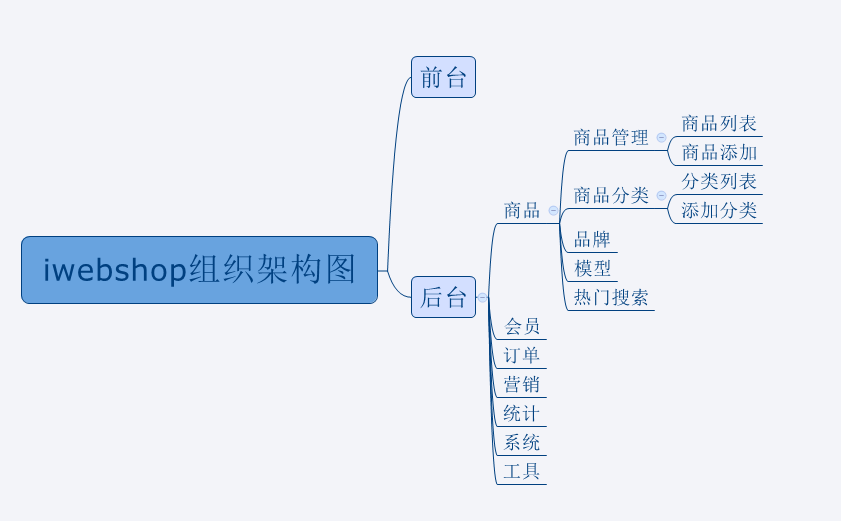 iwebshop组织架构图
前台
后台
商品
商品管理
商品列表
商品添加
商品分类
分类列表
添加分类
品牌
模型
热门搜索
会员
订单
营销
统计
系统
工具